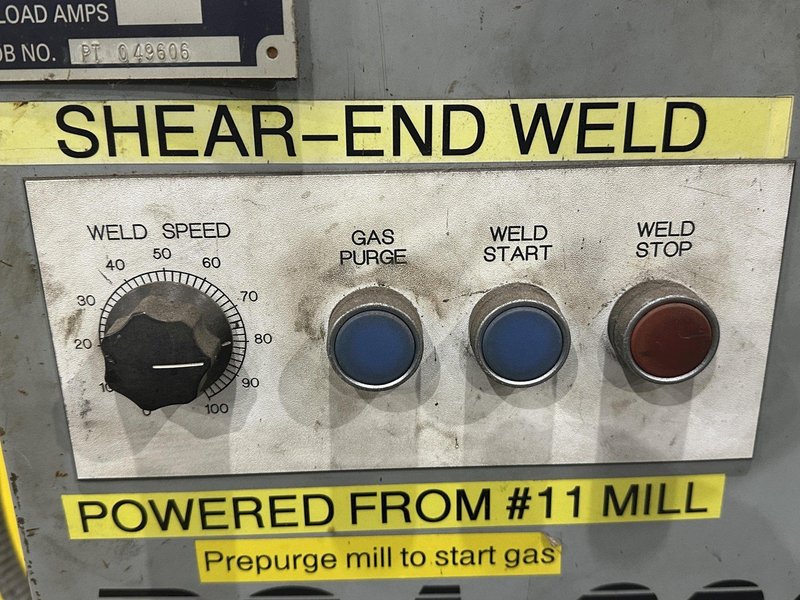 LOAD AMPS
OB NO. PT 049606
SHEAR-END WELD
WELD SPEED
GAS PURGE
WELD START
WELD STOP
0
10
20
30
40
50
60
70
80
90
100
POWERED FROM #11 MILL
Prepurge mill to start gas